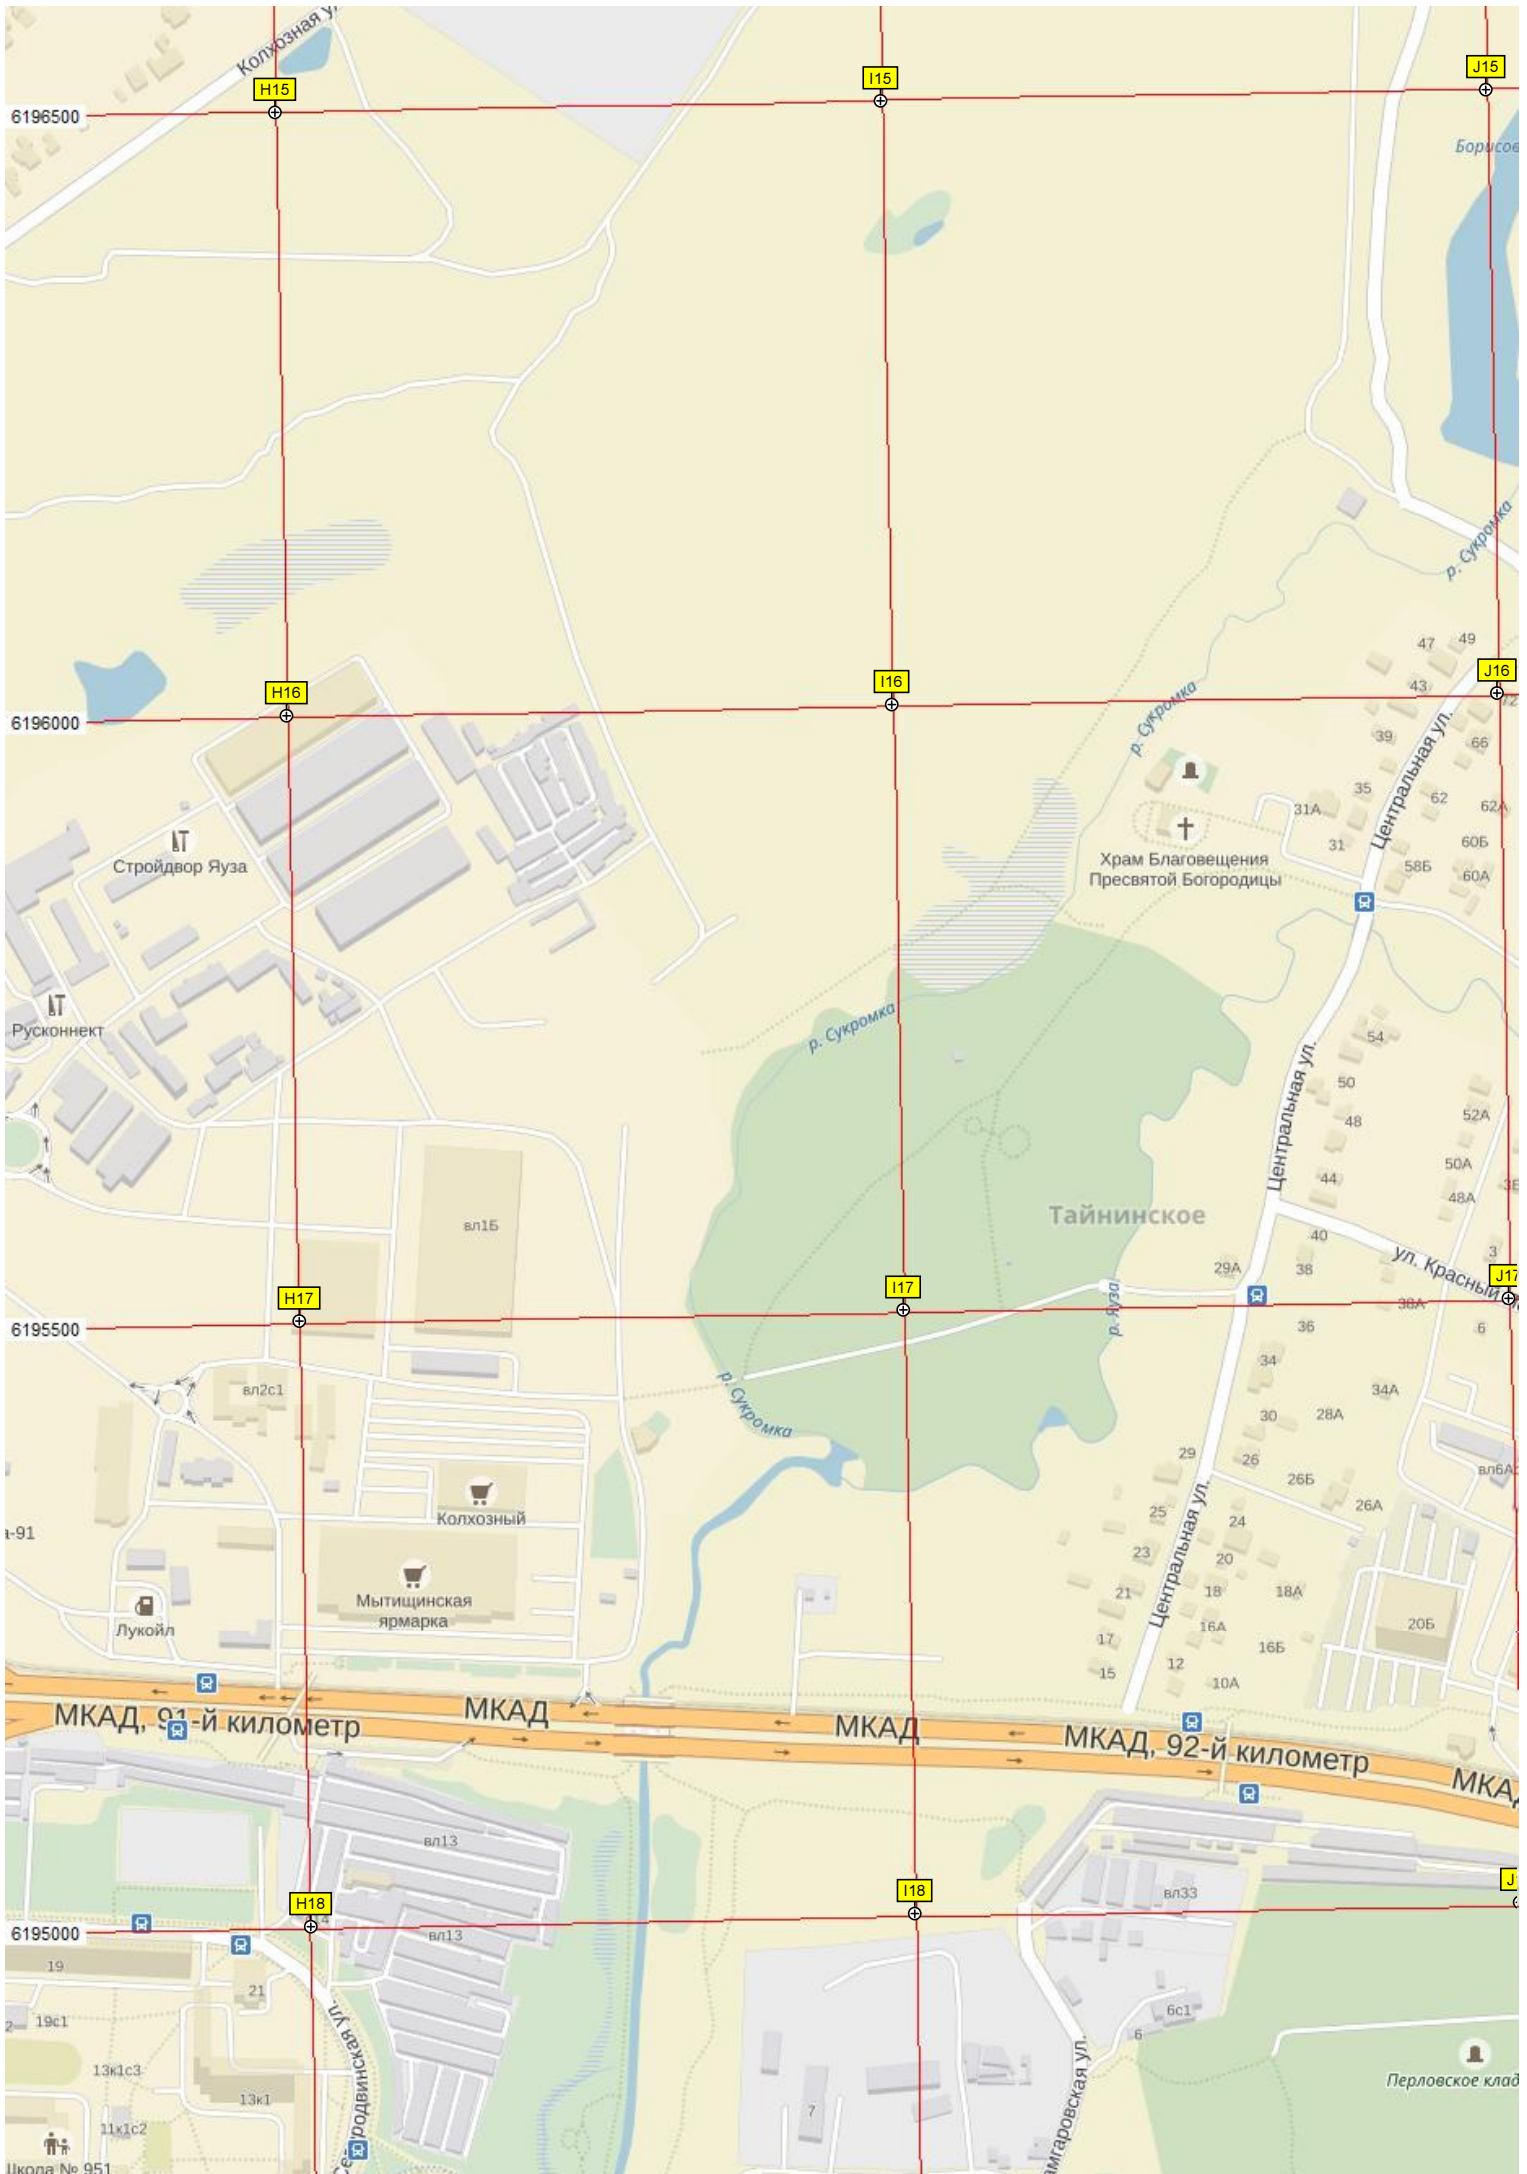 Колхозная
H15
I15
J15
6196500
р. Сукромка
47
49
H16
I16
J16
43
6196000
р. Сукромка
39
66
35
62
62А
31А
Центральная ул.
Стройдвор Яуза
31
60Б
Храм Благовещения
Пресвятой Богородицы
58Б
60А
Русконнект
р. Сукромка
54
50
Центральная ул.
52А
48
50А
44
48А
Тайнинское
вл1Б
40
ул. Красный
3
29А
38
H17
I17
J17
38А
р. Яуза
6195500
36
6
34
вл2с1
р. Сукромка
34А
30
28А
29
26
вл6А
26Б
26А
Колхозный
25
24
Центральная ул.
23
20
Мытищинская
ярмарка
21
18
18А
Лукойл
16А
20Б
17
16Б
15
12
10А
МКАД, 91-й километр
МКАД
МКАД
МКАД, 92-й километр
МКАД
вл13
H18
I18
вл33
6195000
вл13
19
21
6с1
19с1
6
13к1с3
13к1
7
11к1с2
Перловское
Школа № 951